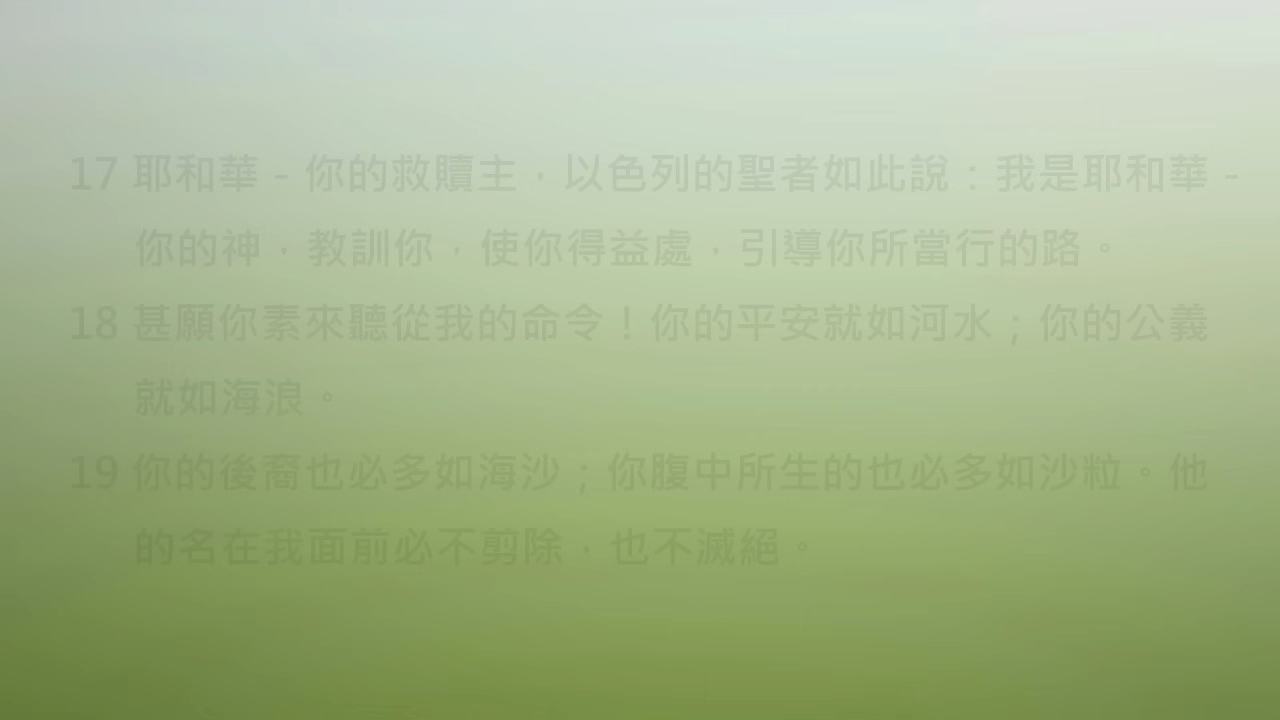 17 耶和華 - 你的救贖主，以色列的聖者如此說：我是耶和華 -
你的神，教訓你，使你得益處，引導你所當行的路。
18 甚願你素來聽從我的命令！你的平安就如河水；你的公義
就如海浪。
19 你的後裔也必多如海沙；你腹中所生的也必多如沙粒。他
的名在我面前必不剪除，也不滅絕。